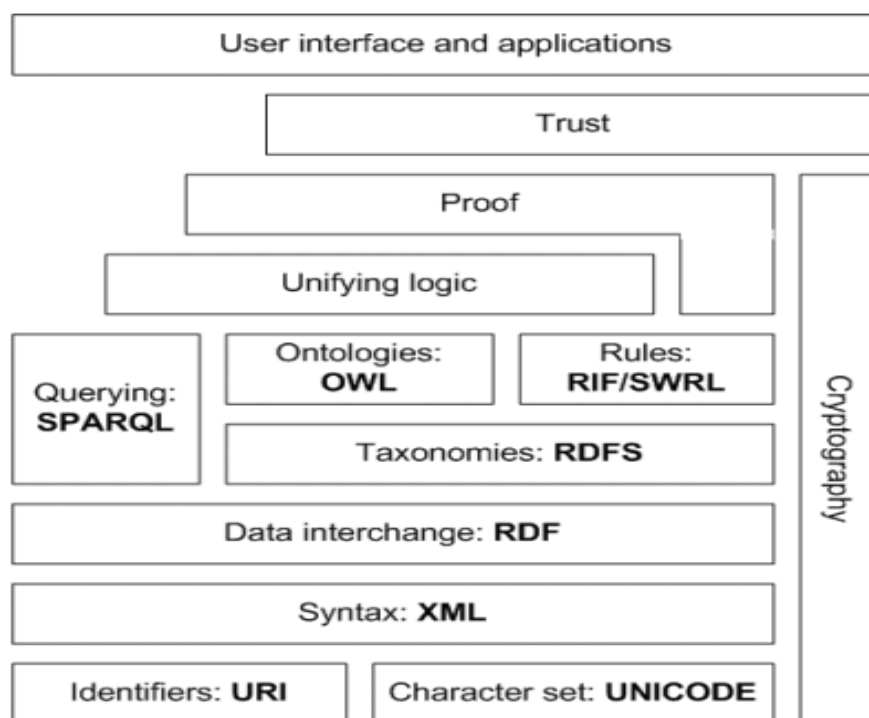 User interface and applications
Trust
Proof
Unifying logic
Querying:
SPARQL
Ontologies:
OWL
Rules:
RIF/SWRL
Taxonomies: RDFS
Cryptography
Data interchange: RDF
Syntax: XML
Identifiers: URI
Character set: UNICODE